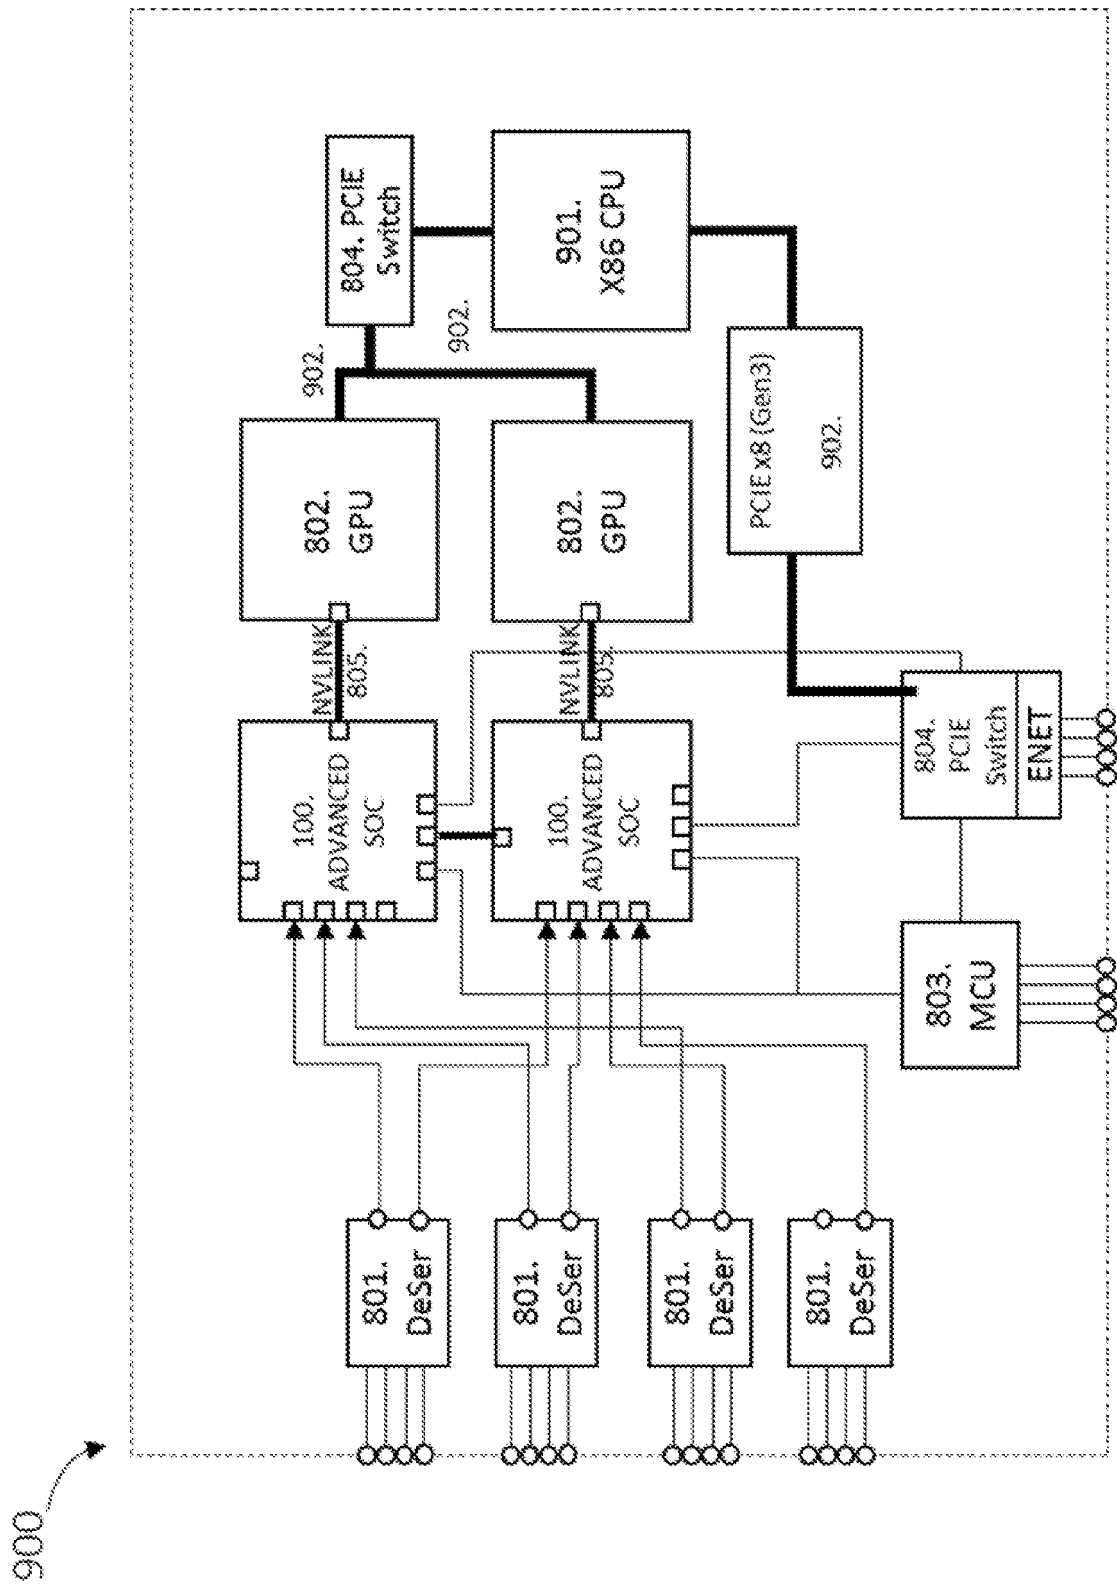 900
801.
DeSer
801.
DeSer
801.
DeSer
801.
DeSer
100.
ADVANCED
SOC
NVLINK
805.
802.
GPU
902.
804. PCIE
Switch
100.
ADVANCED
SOC
NVLINK
805.
802.
GPU
902.
901.
X86 CPU
803.
MCU
804.
PCIE
Switch
ENET
PCIE x8 (Gen3)
902.